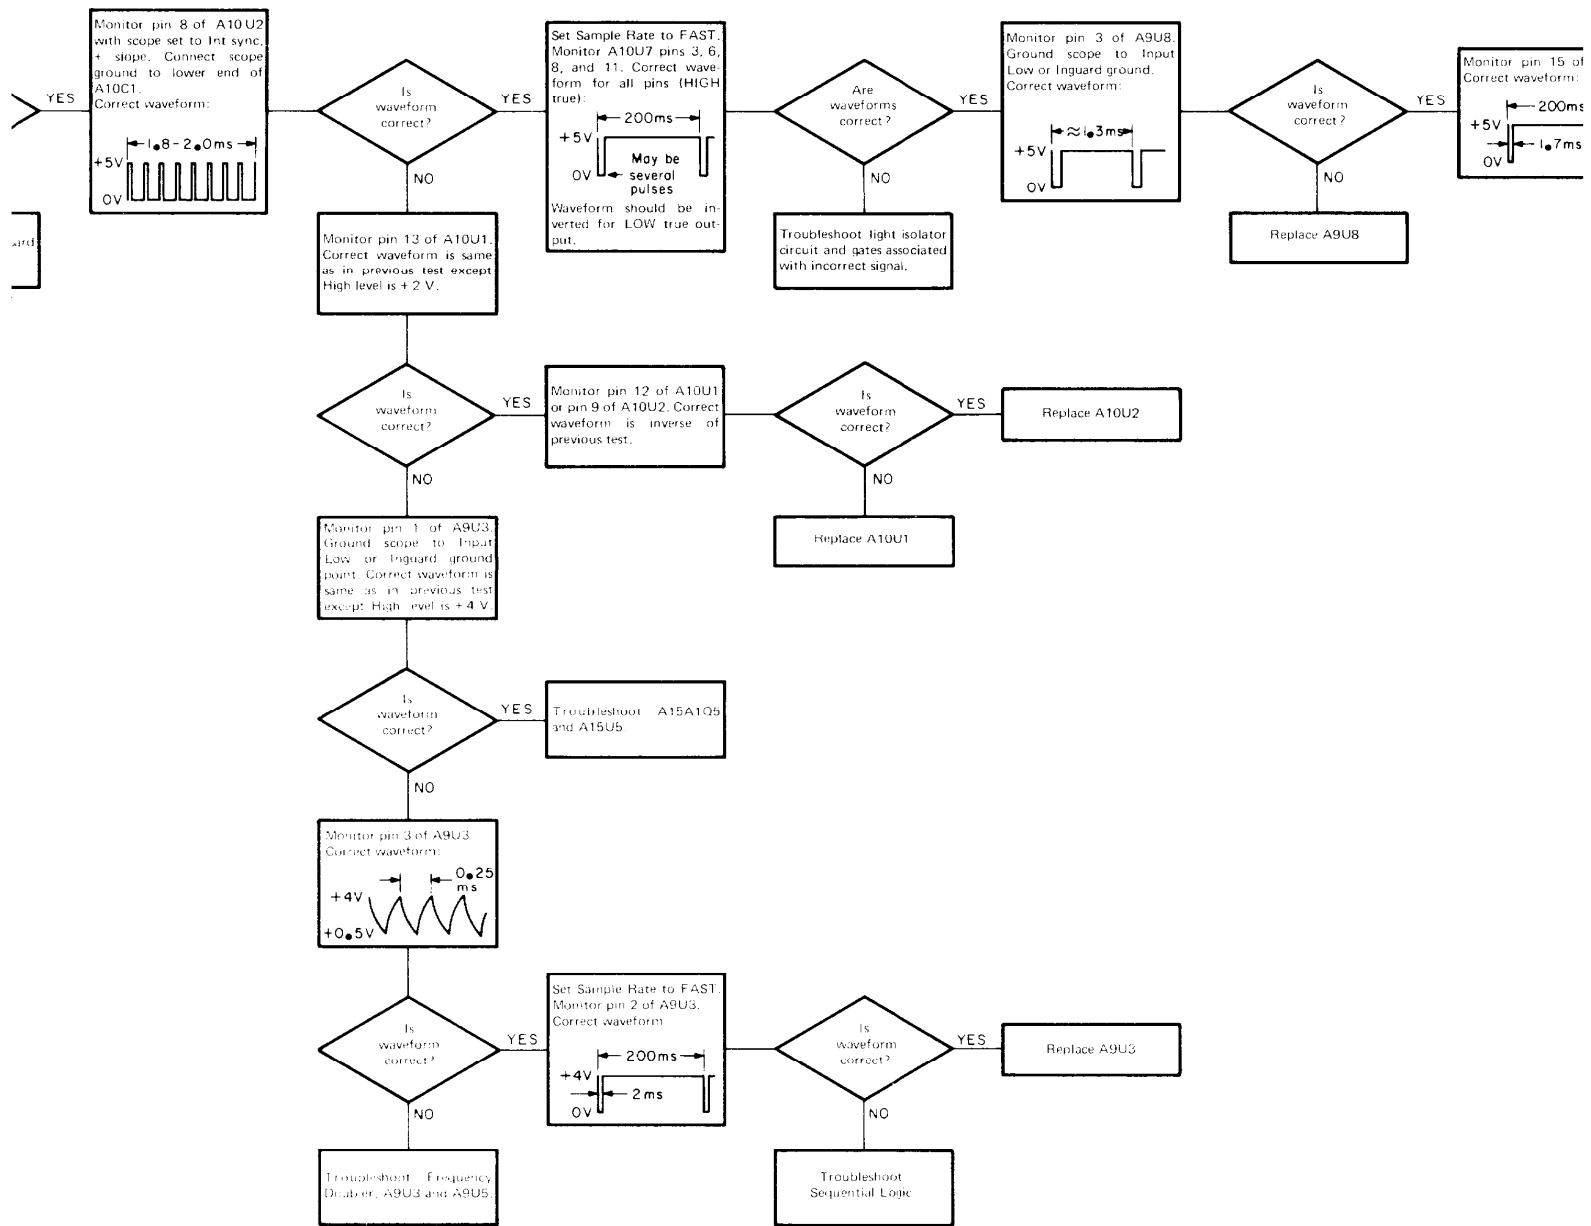 YES
Monitor pin 8 of A10U2
with scope set to Int sync,
+ slope. Connect scope
ground to lower end of
A10C1.
Correct waveform:
1.8-2.0ms
+5V
0V
Is
waveform
correct?
YES
NO
Set Sample Rate to FAST.
Monitor A10U7 pins 3, 6,
8, and 11. Correct wave-
form for all pins (HIGH
true):
200ms
+5V
0V
May be
several
pulses
Waveform should be in-
verted for LOW true out-
put.
Are
waveforms
correct?
YES
NO
Monitor pin 3 of A9U8.
Ground scope to Input
Low or Inguard ground.
Correct waveform:
≈1.3ms
+5V
0V
Is
waveform
correct?
YES
NO
Monitor pin 15 of
Correct waveform:
200ms
+5V
1.7ms
0V
ard
Monitor pin 13 of A10U1.
Correct waveform is same
as in previous test except
High level is + 2 V.
Troubleshoot light isolator
circuit and gates associated
with incorrect signal.
Replace A9U8
Is
waveform
correct?
YES
NO
Monitor pin 12 of A10U1
or pin 9 of A10U2. Correct
waveform is inverse of
previous test.
Is
waveform
correct?
YES
NO
Replace A10U2
Replace A10U1
Monitor pin 1 of A9U3.
Ground scope to Input
Low or Inguard ground
point. Correct waveform is
same as in previous test
except High level is + 4 V.
Is
waveform
correct?
YES
NO
Troubleshoot A15A1Q5
and A15U5.
Monitor pin 3 of A9U3.
Correct waveform:
0.25
ms
+4V
+0.5V
Is
waveform
correct?
YES
NO
Set Sample Rate to FAST.
Monitor pin 2 of A9U3.
Correct waveform
200ms
+4V
2ms
0V
Is
waveform
correct?
YES
NO
Replace A9U3
Troubleshoot Frequency
Doubler, A9U3 and A9U5.
Troubleshoot
Sequential Logic